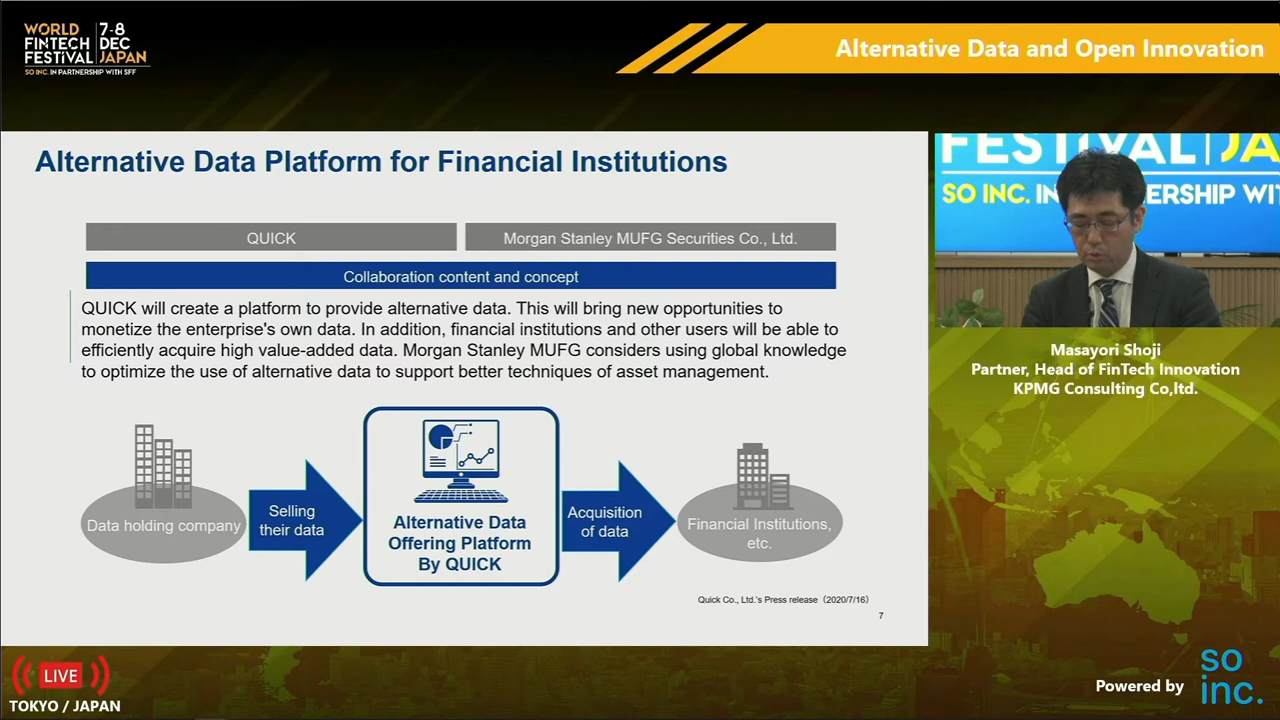 WORLD
FINTECH
FESTIVAL
7-8
DEC
JAPAN
SO INC. IN PARTNERSHIP WITH SFF
Alternative Data and Open Innovation
Alternative Data Platform for Financial Institutions
QUICK
Morgan Stanley MUFG Securities Co., Ltd.
Collaboration content and concept
QUICK will create a platform to provide alternative data. This will bring new opportunities to
monetize the enterprise's own data. In addition, financial institutions and other users will be able to
efficiently acquire high value-added data. Morgan Stanley MUFG considers using global knowledge
to optimize the use of alternative data to support better techniques of asset management.
Data holding company
Selling
their data
Alternative Data
Offering Platform
By QUICK
Acquisition
of data
Financial Institutions,
etc.
Quick Co., Ltd.'s Press release（2020/7/16）
7
FESTIVAL JA
SO INC. IN ERSHIP WIT
Masayori Shoji
Partner, Head of FinTech Innovation
KPMG Consulting Co,ltd.
LIVE
TOKYO / JAPAN
Powered by
so
inc.